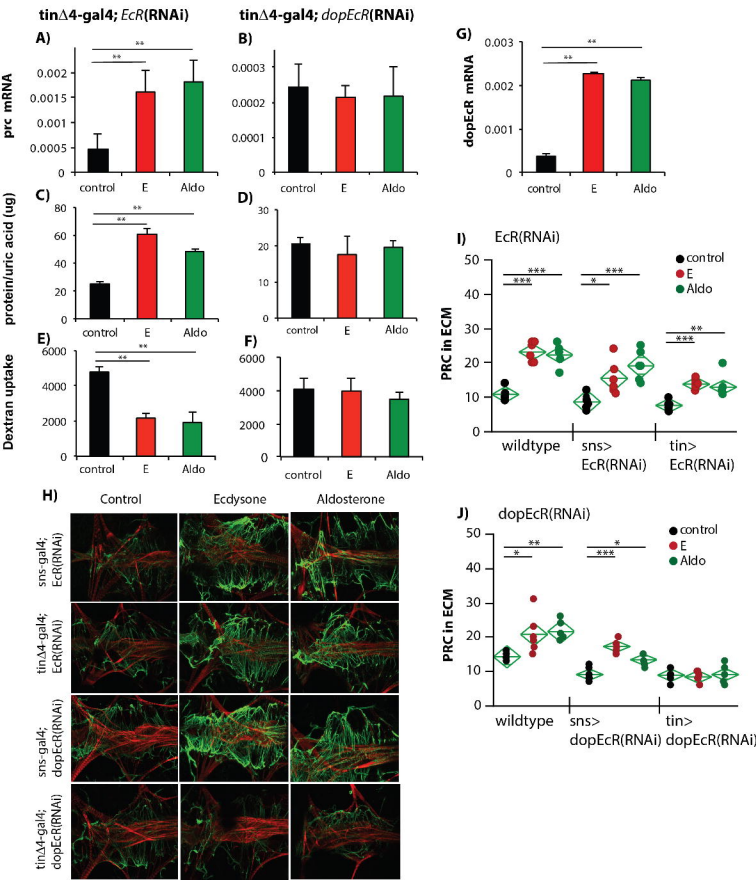 tinΔ4-gal4; EcR(RNAi)
tinΔ4-gal4; dopEcR(RNAi)
A)
prc mRNA
0.002
0.0015
0.001
0.0005
0
**
**
control
E
Aldo
B)
0.0003
0.0002
0.0001
0
control
E
Aldo
C)
protein/uric acid (ug)
80
60
40
20
0
**
**
control
E
Aldo
D)
30
20
10
0
control
E
Aldo
E)
Dextran uptake
6000
4000
2000
0
**
**
control
E
Aldo
F)
6000
4000
2000
0
control
E
Aldo
G)
dopEcR mRNA
0.003
0.002
0.001
0
**
**
control
E
Aldo
H)
Control
Ecdysone
Aldosterone
sns-gal4;
EcR(RNAi)
tinΔ4-gal4;
EcR(RNAi)
sns-gal4;
dopEcR(RNAi)
tinΔ4-gal4;
dopEcR(RNAi)
I)
EcR(RNAi)
control
E
Aldo
PRC in ECM
50
40
30
20
10
0
***
***
***
*
**
***
wildtype
sns>
EcR(RNAi)
tin>
EcR(RNAi)
J)
dopEcR(RNAi)
control
E
Aldo
PRC in ECM
50
40
30
20
10
0
**
*
*
***
wildtype
sns>
dopEcR(RNAi)
tin>
dopEcR(RNAi)